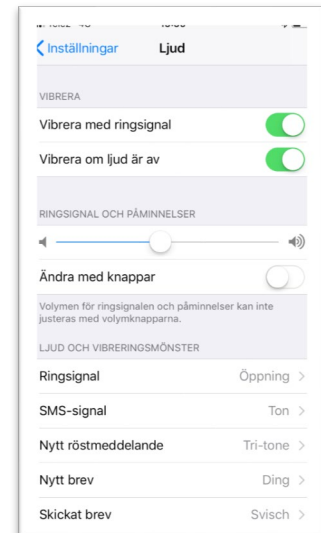 Inställningar Ljud
VIBRERA
Vibrera med ringsignal
Vibrera om ljud är av
RINGSIGNAL OCH PÅMINNELSER
Ändra med knappar
Volymen för ringsignalen och påminnelser kan inte
justeras med volymknapparna.
LJUD OCH VIBRERINGSMÖNSTER
Ringsignal Öppning
SMS-signal Ton
Nytt röstmeddelande Tri-tone
Nytt brev Ding
Skickat brev Svisch